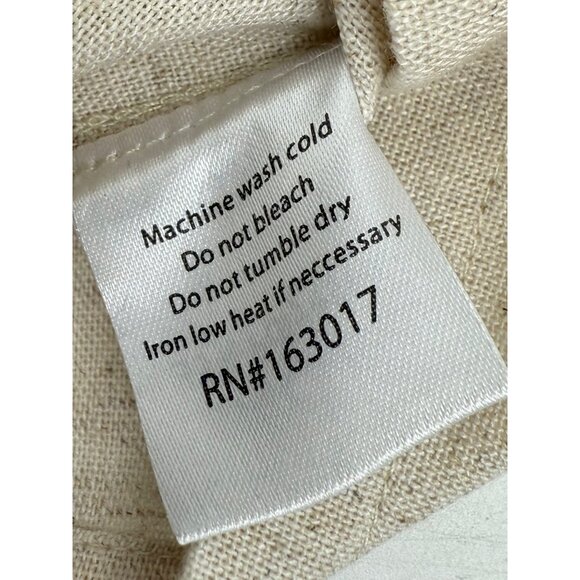 Machine wash cold
Do not bleach
Do not tumble dry
Iron low heat if neccessary
RN#163017